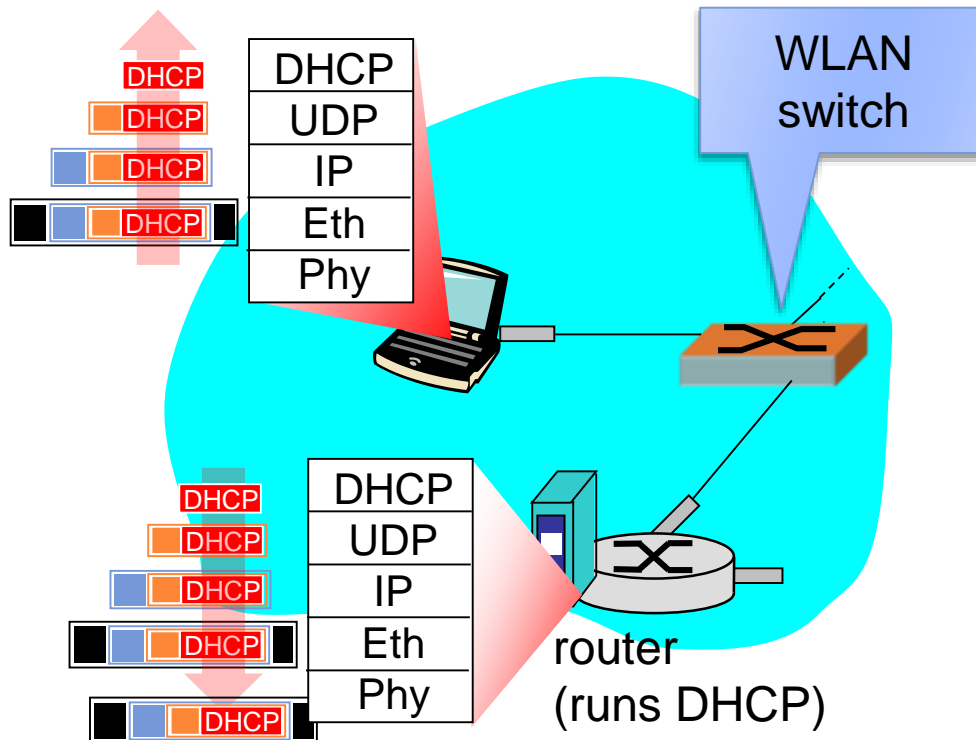 DHCP
DHCP
DHCP
DHCP
DHCP
UDP
IP
Eth
Phy
WLAN
switch
DHCP
DHCP
DHCP
DHCP
DHCP
DHCP
UDP
IP
Eth
Phy
router
(runs DHCP)